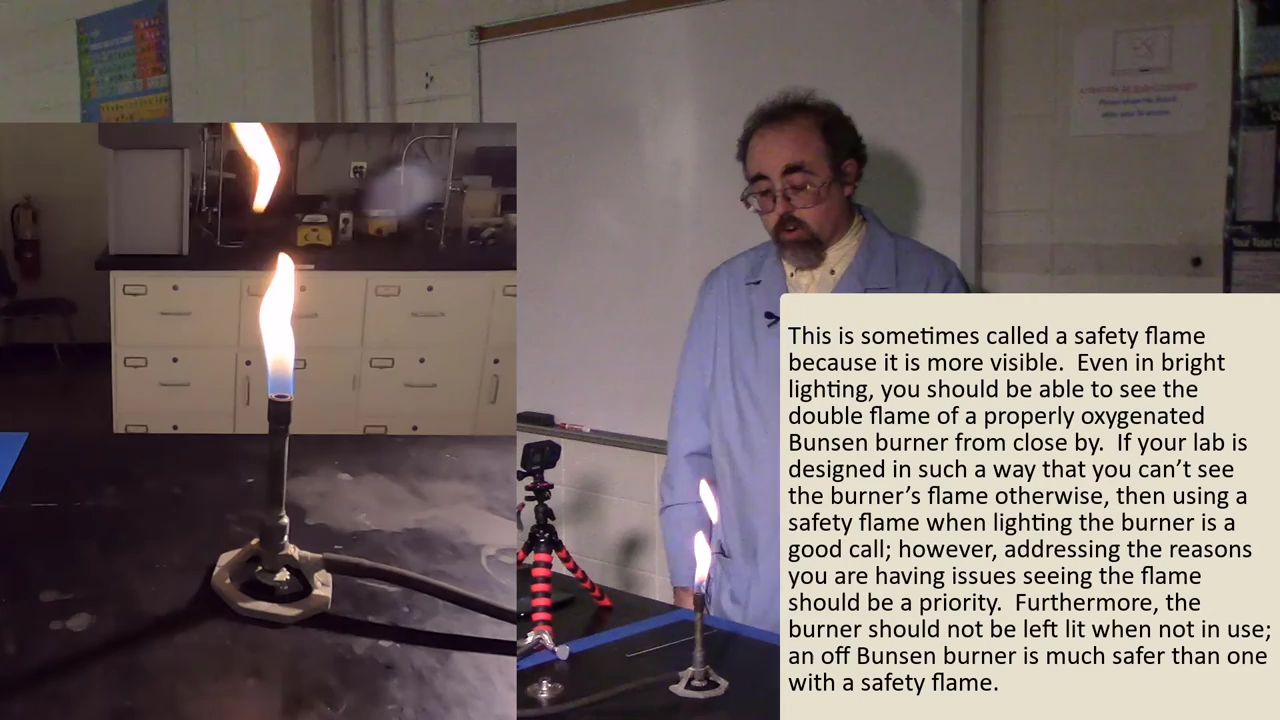 This is sometimes called a safety flame
because it is more visible.  Even in bright
lighting, you should be able to see the
double flame of a properly oxygenated
Bunsen burner from close by.  If your lab is
designed in such a way that you can’t see
the burner’s flame otherwise, then using a
safety flame when lighting the burner is a
good call; however, addressing the reasons
you are having issues seeing the flame
should be a priority.  Furthermore, the
burner should not be left lit when not in use;
an off Bunsen burner is much safer than one
with a safety flame.